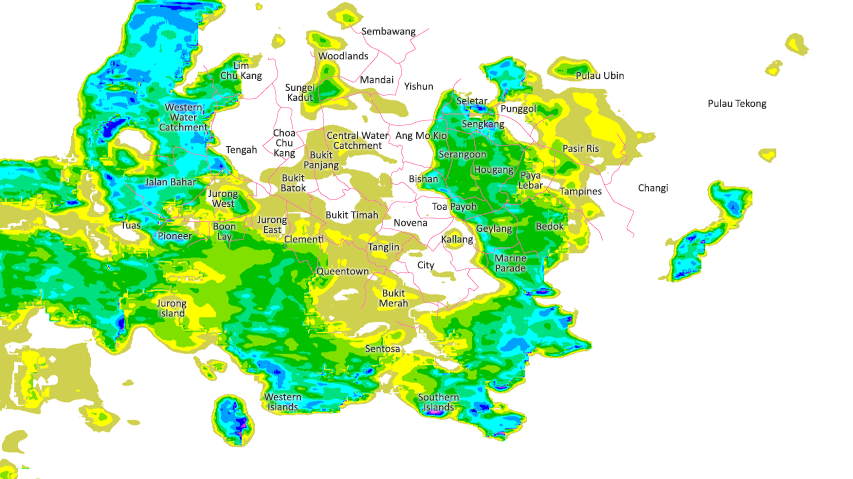 Sembawang
Woodlands
Lim
Chu Kang
Mandai
Pulau Ubin
Yishun
Sungei
Kadut
Pulau Tekong
Seletar
Punggol
Western
Water
Catchment
Sengkang
Choa
Chu
Kang
Central Water
Catchment
Ang Mo Kio
Tengah
Pasir Ris
Serangoon
Bukit
Panjang
Hougang
Bishan
Paya
Lebar
Jalan Bahar
Bukit
Batok
Tampines
Changi
Jurong
West
Toa Payoh
Bukit Timah
Novena
Tuas
Pioneer
Boon
Lay
Jurong
East
Clementi
Geylang
Bedok
Kallang
Tanglin
City
Marine
Parade
Queentown
Bukit
Merah
Jurong
Island
Sentosa
Western
Islands
Southern
Islands